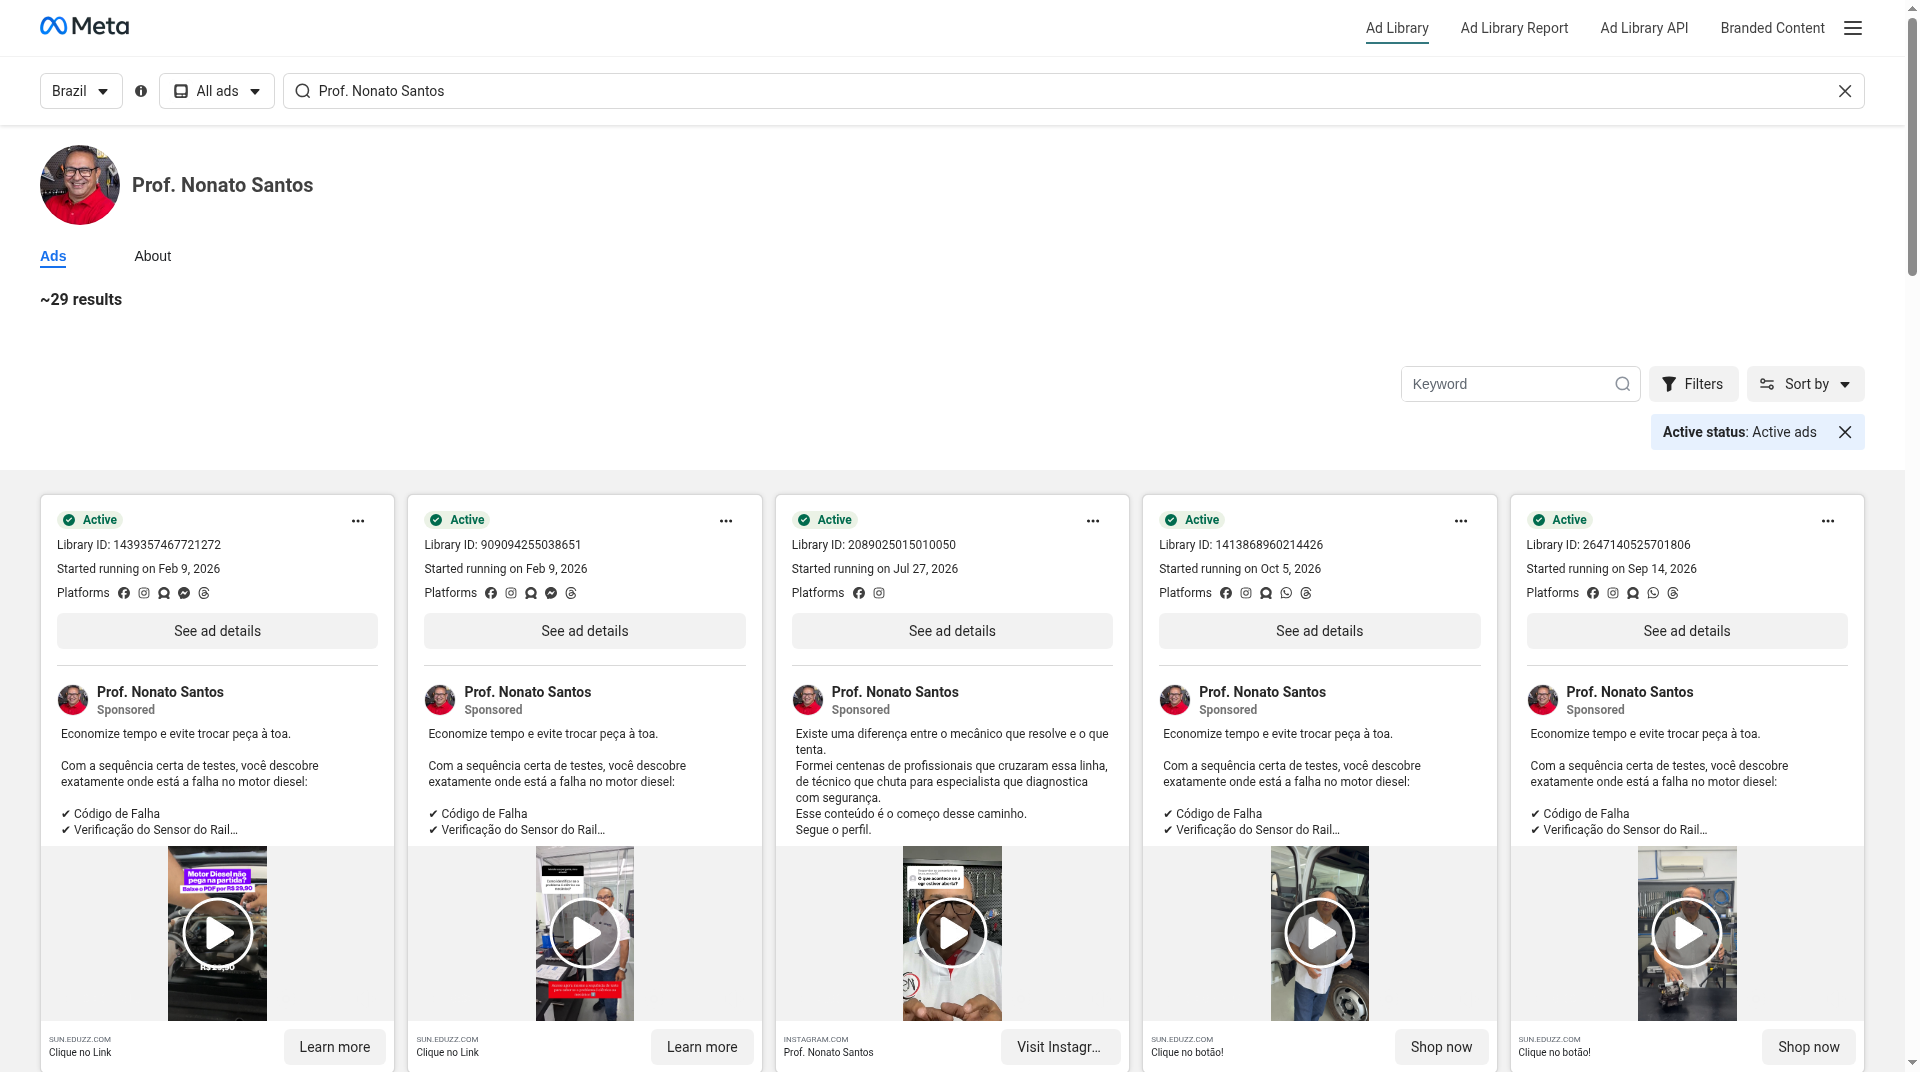 Meta
Ad Library
Ad Library Report
Ad Library API
Branded Content
Brazil
All ads
Prof. Nonato Santos
Prof. Nonato Santos
Ads
About
~29 results
Keyword
Filters
Sort by
Active status: Active ads
Active
Library ID: 1439357467721272
Started running on Feb 9, 2026
Platforms
See ad details
Prof. Nonato Santos
Sponsored
Economize tempo e evite trocar peça à toa.
Com a sequência certa de testes, você descobre
exatamente onde está a falha no motor diesel:
✔ Código de Falha
✔ Verificação do Sensor do Rail...
Motor Diesel não
pega na partida?
Baixe o PDF por R$ 29,90
SUN.EDUZZ.COM
Clique no Link
Learn more
Active
Library ID: 909094255038651
Started running on Feb 9, 2026
Platforms
See ad details
Prof. Nonato Santos
Sponsored
Economize tempo e evite trocar peça à toa.
Com a sequência certa de testes, você descobre
exatamente onde está a falha no motor diesel:
✔ Código de Falha
✔ Verificação do Sensor do Rail...
SUN.EDUZZ.COM
Clique no Link
Learn more
Active
Library ID: 2089025015010050
Started running on Jul 27, 2026
Platforms
See ad details
Prof. Nonato Santos
Sponsored
Existe uma diferença entre o mecânico que resolve e o que
tenta.
Formei centenas de profissionais que cruzaram essa linha,
de técnico que chuta para especialista que diagnostica
com segurança.
Esse conteúdo é o começo desse caminho.
Segue o perfil.
O que acontece se a
egr estiver aberta?
INSTAGRAM.COM
Prof. Nonato Santos
Visit Instagr...
Active
Library ID: 1413868960214426
Started running on Oct 5, 2026
Platforms
See ad details
Prof. Nonato Santos
Sponsored
Economize tempo e evite trocar peça à toa.
Com a sequência certa de testes, você descobre
exatamente onde está a falha no motor diesel:
✔ Código de Falha
✔ Verificação do Sensor do Rail...
SUN.EDUZZ.COM
Clique no botão!
Shop now
Active
Library ID: 2647140525701806
Started running on Sep 14, 2026
Platforms
See ad details
Prof. Nonato Santos
Sponsored
Economize tempo e evite trocar peça à toa.
Com a sequência certa de testes, você descobre
exatamente onde está a falha no motor diesel:
✔ Código de Falha
✔ Verificação do Sensor do Rail...
SUN.EDUZZ.COM
Clique no botão!
Shop now